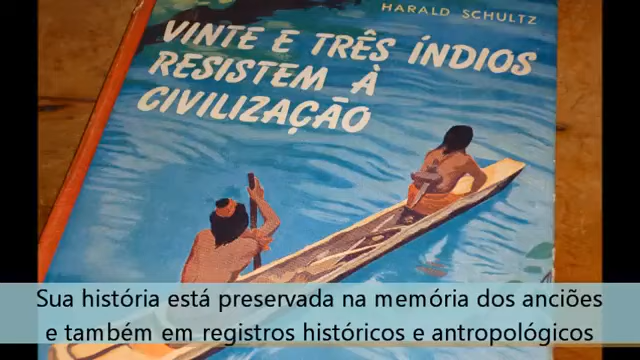 HARALD SCHULTZ
VINTE E TRÊS ÍNDIOS
RESISTEM À
CIVILIZAÇÃO
Sua história está preservada na memória dos anciões
e também em registros históricos e antropológicos